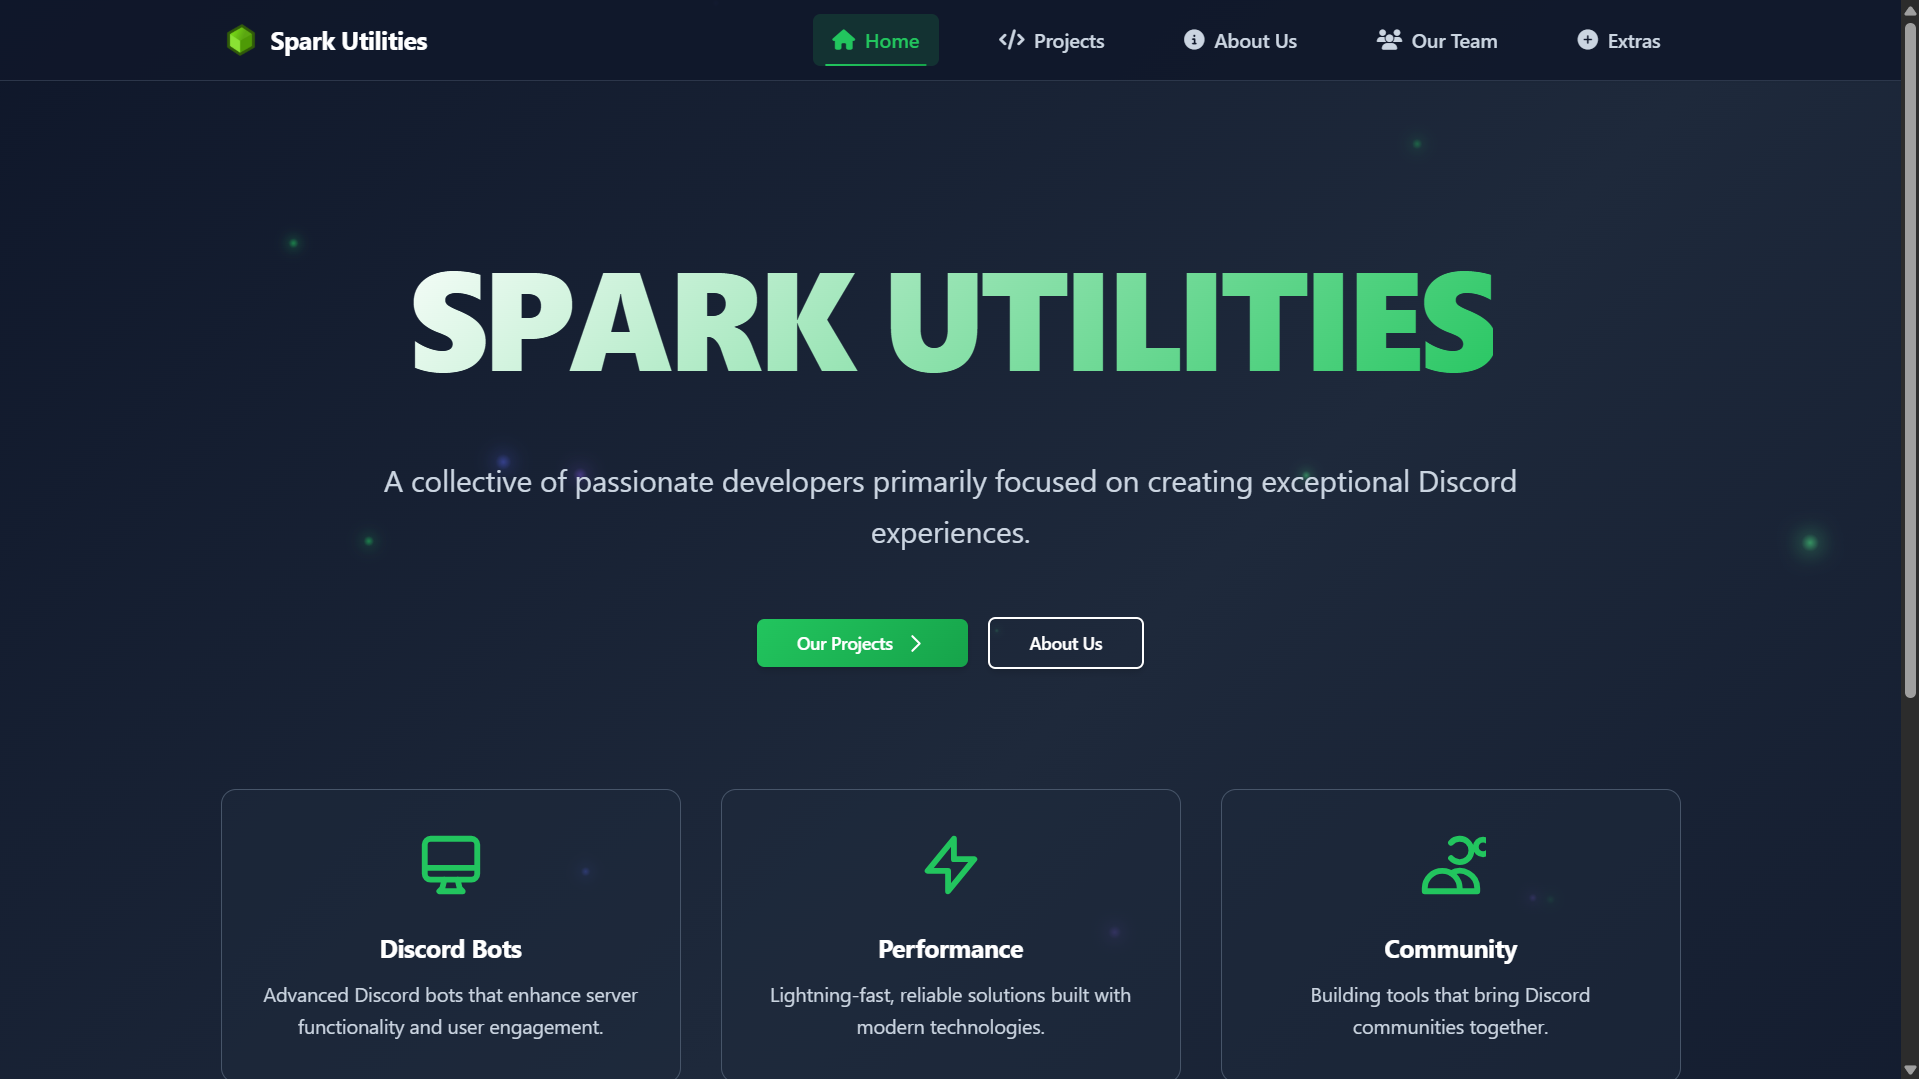 Spark Utilities
Home
Projects
About Us
Our Team
Extras
SPARK UTILITIES
A collective of passionate developers primarily focused on creating exceptional Discord
experiences.
Our Projects
About Us
Discord Bots
Advanced Discord bots that enhance server
functionality and user engagement.
Performance
Lightning-fast, reliable solutions built with
modern technologies.
Community
Building tools that bring Discord
communities together.